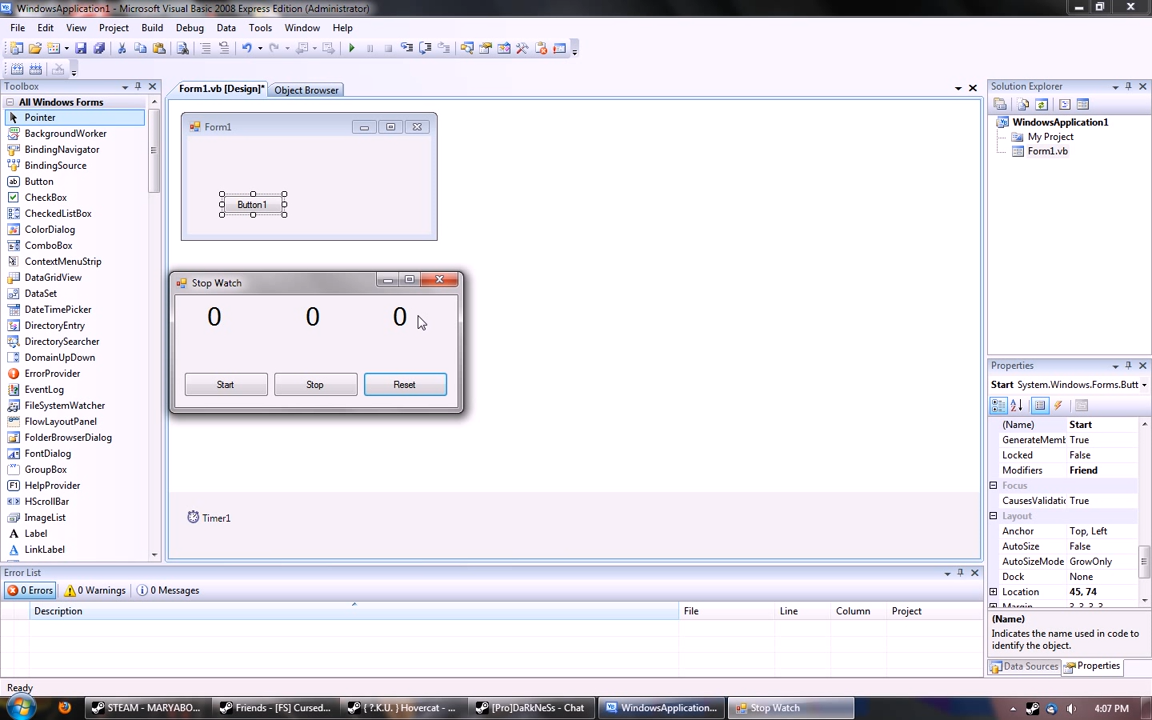 WindowsApplication1 - Microsoft Visual Basic 2008 Express Edition (Administrator)
File Edit View Project Build Debug Data Tools Window Help
Toolbox
All Windows Forms
Pointer
BackgroundWorker
BindingNavigator
BindingSource
Button
CheckBox
CheckedListBox
ColorDialog
ComboBox
ContextMenuStrip
DataGridView
DataSet
DateTimePicker
DirectoryEntry
DirectorySearcher
DomainUpDown
ErrorProvider
EventLog
FileSystemWatcher
FlowLayoutPanel
FolderBrowserDialog
FontDialog
GroupBox
HelpProvider
HScrollBar
ImageList
Label
LinkLabel
Form1.vb [Design]* Object Browser
Form1
Button1
Stop Watch
0 0 0
Start Stop Reset
Timer1
Solution Explorer
WindowsApplication1
My Project
Form1.vb
Properties
Start System.Windows.Forms.Butt
(Name) Start
GenerateMemb True
Locked False
Modifiers Friend
Focus
CausesValidatic True
Layout
Anchor Top, Left
AutoSize False
AutoSizeMode GrowOnly
Dock None
Location 45, 74
(Name)
Indicates the name used in code to
identify the object.
Data Sources Properties
Error List
0 Errors 0 Warnings 0 Messages
Description File Line Column Project
Ready
STEAM - MARYABO... Friends - [FS] Cursed... { ?.K.U. } Hovercat - ... [Pro]DaRkNeSs - Chat WindowsApplication... Stop Watch 4:07 PM